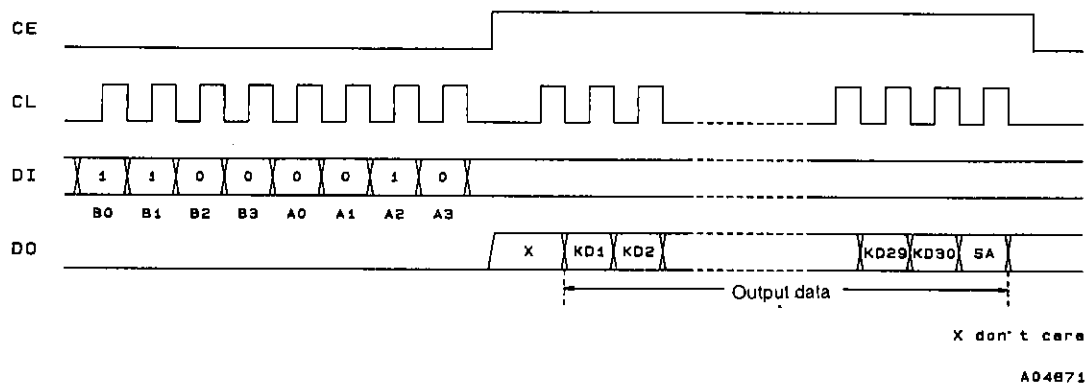 CE
CL
DI 1 1 0 0 0 0 1 0
B0 B1 B2 B3 A0 A1 A2 A3
DO X KD1 KD2 KD29 KD30 SA
Output data
X don't care
A04671